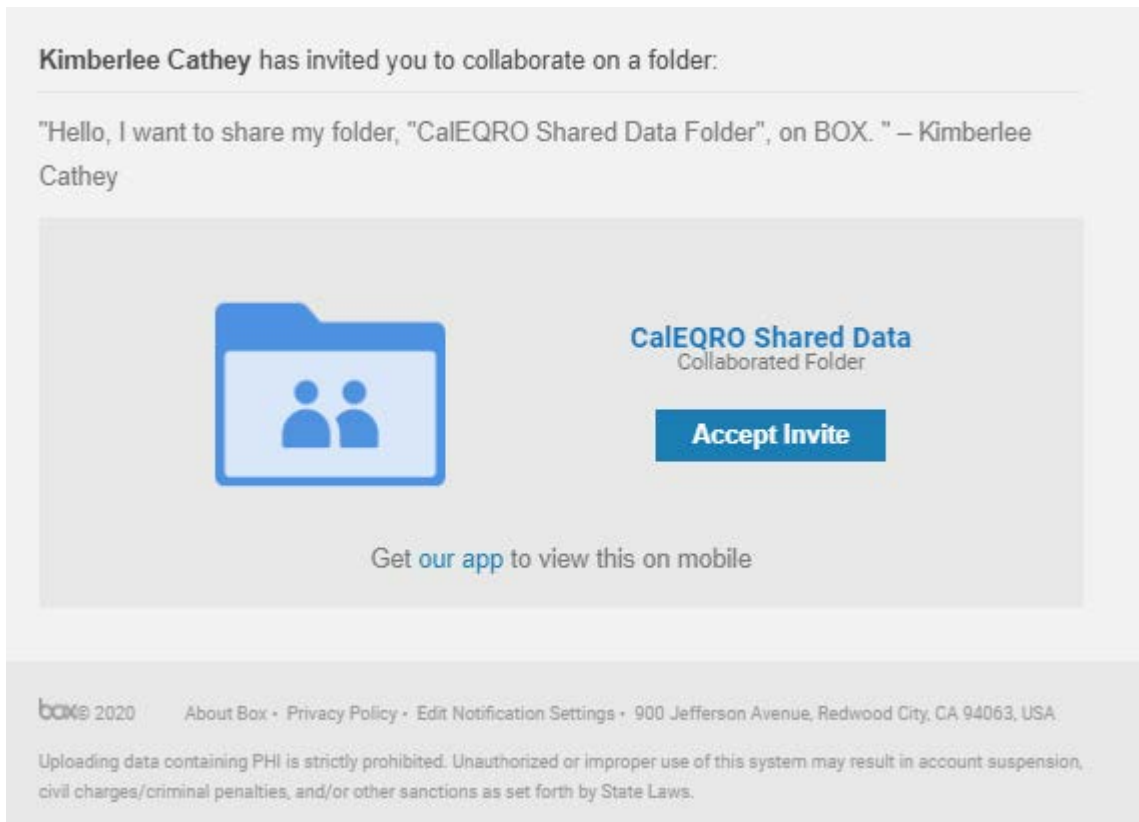 Kimberlee Cathey has invited you to collaborate on a folder:
"Hello, I want to share my folder, "CalEQRO Shared Data Folder", on BOX. " – Kimberlee
Cathey
CalEQRO Shared Data
Collaborated Folder
Accept Invite
Get our app to view this on mobile
box© 2020 About Box • Privacy Policy • Edit Notification Settings • 900 Jefferson Avenue, Redwood City, CA 94063, USA
Uploading data containing PHI is strictly prohibited. Unauthorized or improper use of this system may result in account suspension,
civil charges/criminal penalties, and/or other sanctions as set forth by State Laws.